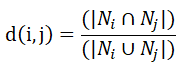 d(i,j) = (|N_i ∩ N_j|) / (|N_i ∪ N_j|)